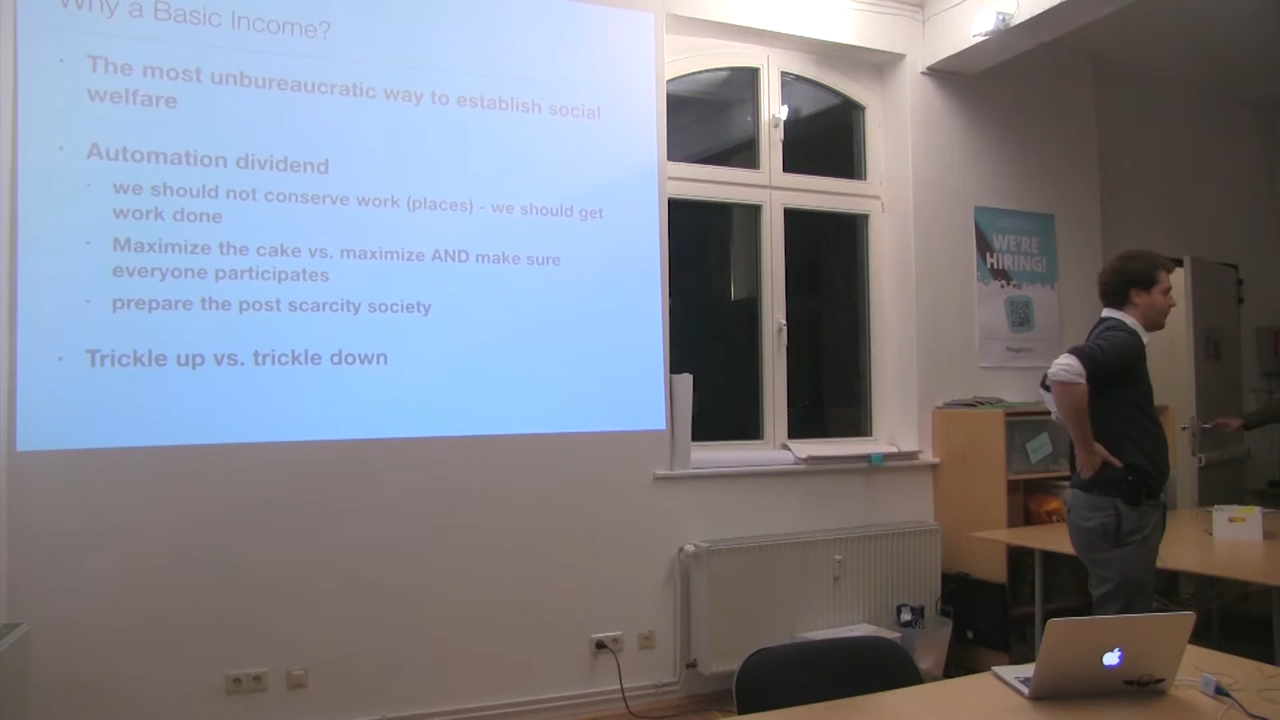 Why a Basic Income?
The most unbureaucratic way to establish social
welfare
Automation dividend
we should not conserve work (places) - we should get
work done
Maximize the cake vs. maximize AND make sure
everyone participates
prepare the post scarcity society
Trickle up vs. trickle down
WE'RE
HIRING!